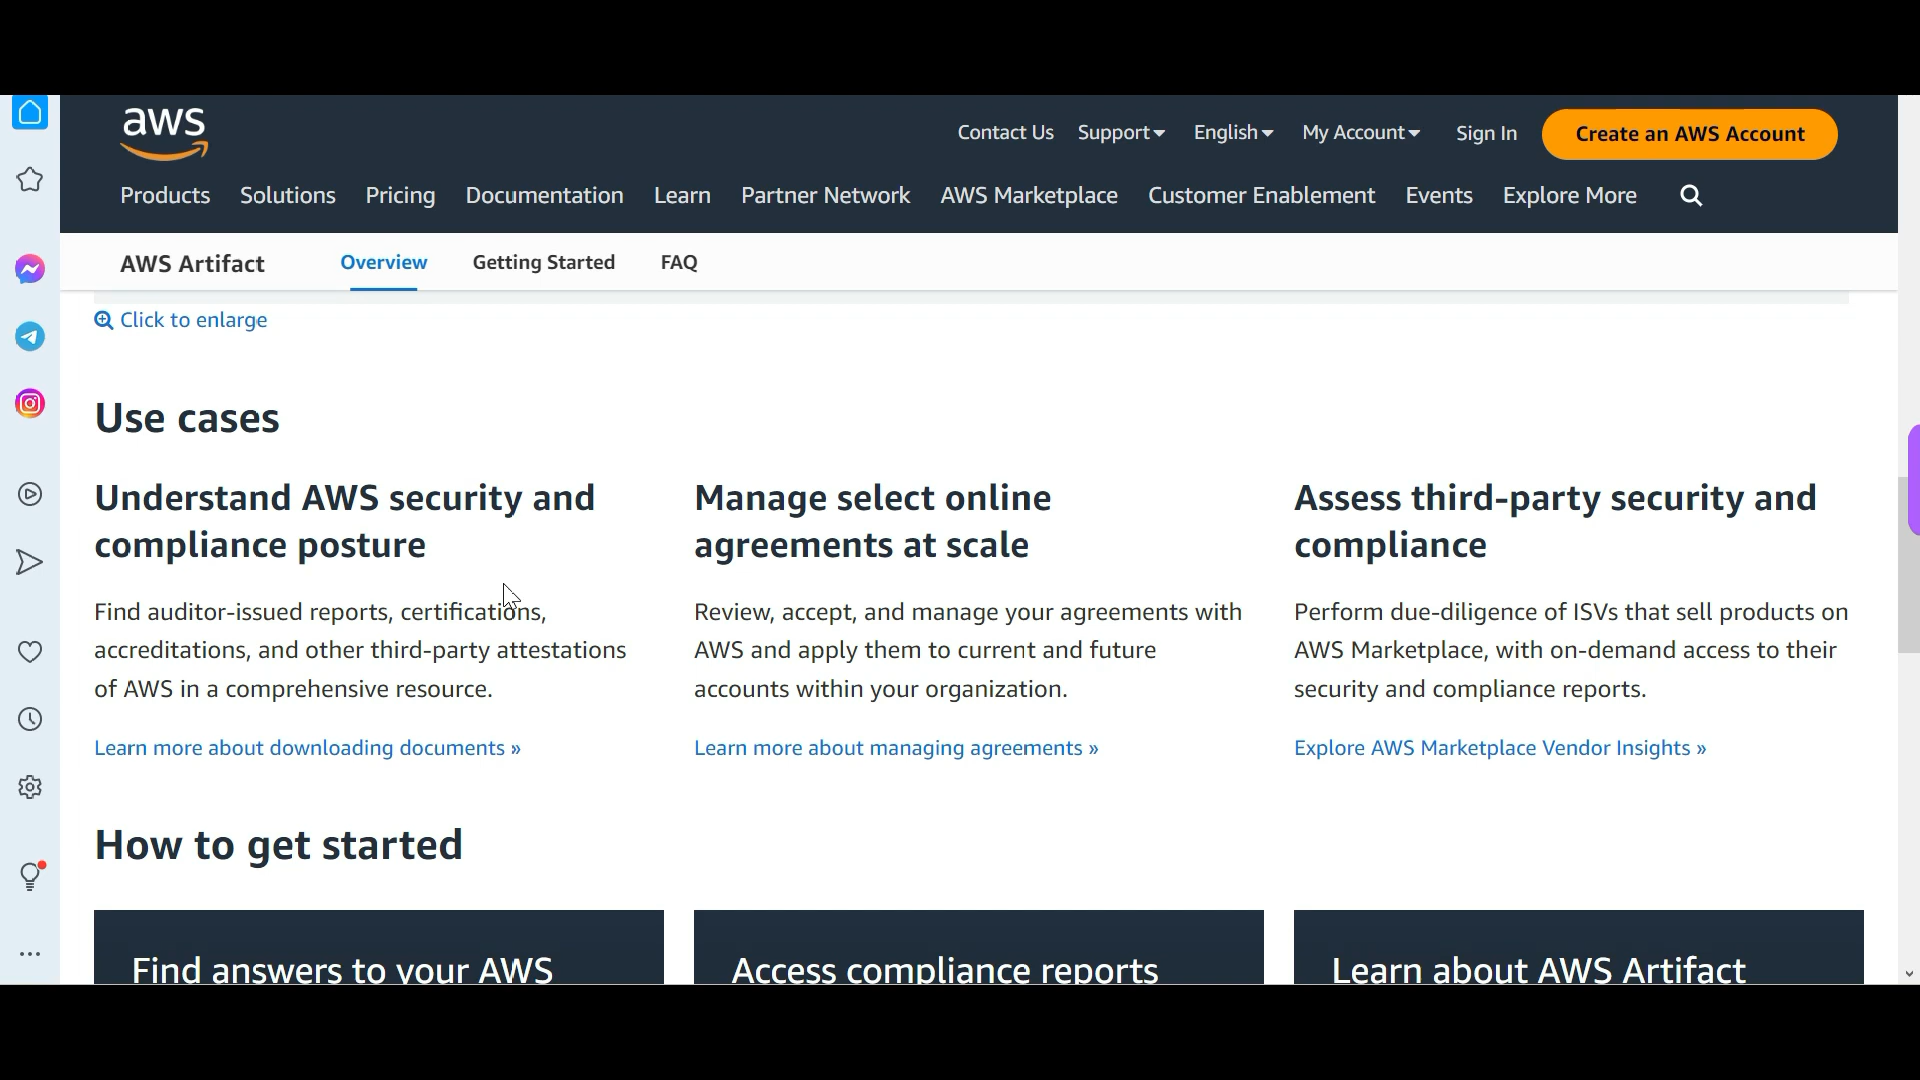 aws
Contact Us Support English My Account Sign In Create an AWS Account
Products Solutions Pricing Documentation Learn Partner Network AWS Marketplace Customer Enablement Events Explore More
AWS Artifact Overview Getting Started FAQ
Click to enlarge
Use cases
Understand AWS security and
compliance posture
Find auditor-issued reports, certifications,
accreditations, and other third-party attestations
of AWS in a comprehensive resource.
Learn more about downloading documents »
Manage select online
agreements at scale
Review, accept, and manage your agreements with
AWS and apply them to current and future
accounts within your organization.
Learn more about managing agreements »
Assess third-party security and
compliance
Perform due-diligence of ISVs that sell products on
AWS Marketplace, with on-demand access to their
security and compliance reports.
Explore AWS Marketplace Vendor Insights »
How to get started
Find answers to your AWS
Access compliance reports
Learn about AWS Artifact